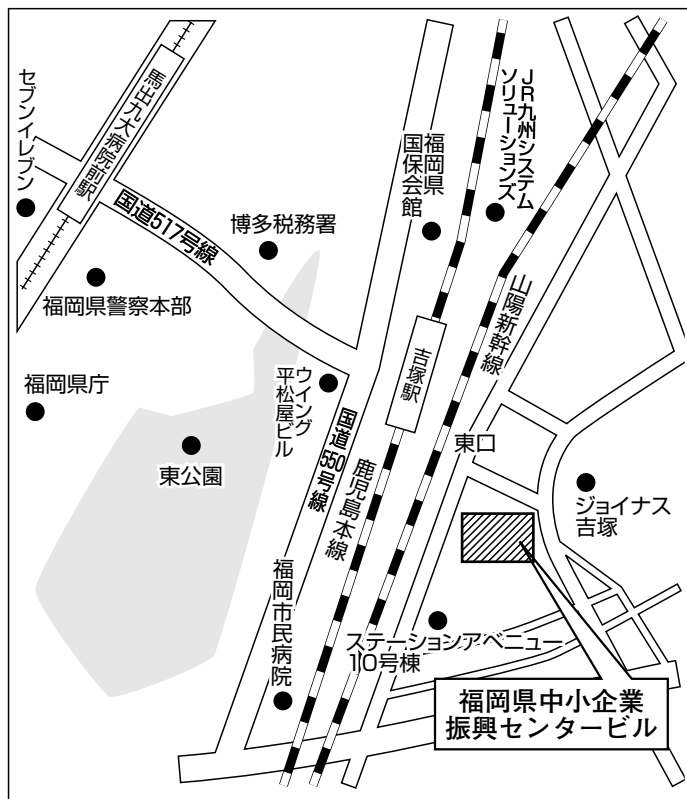 セブンイレブン
馬出九大病院前駅
国道517号線
博多税務署
福岡県
国保会館
JR九州システム
ソリューションズ
福岡県警察本部
山陽新幹線
福岡県庁
ウイング
平松屋ビル
吉塚駅
東公園
国道550号線
鹿児島本線
東口
ジョイナス
吉塚
福岡市民病院
ステーションアベニュー
10号棟
福岡県中小企業
振興センタービル